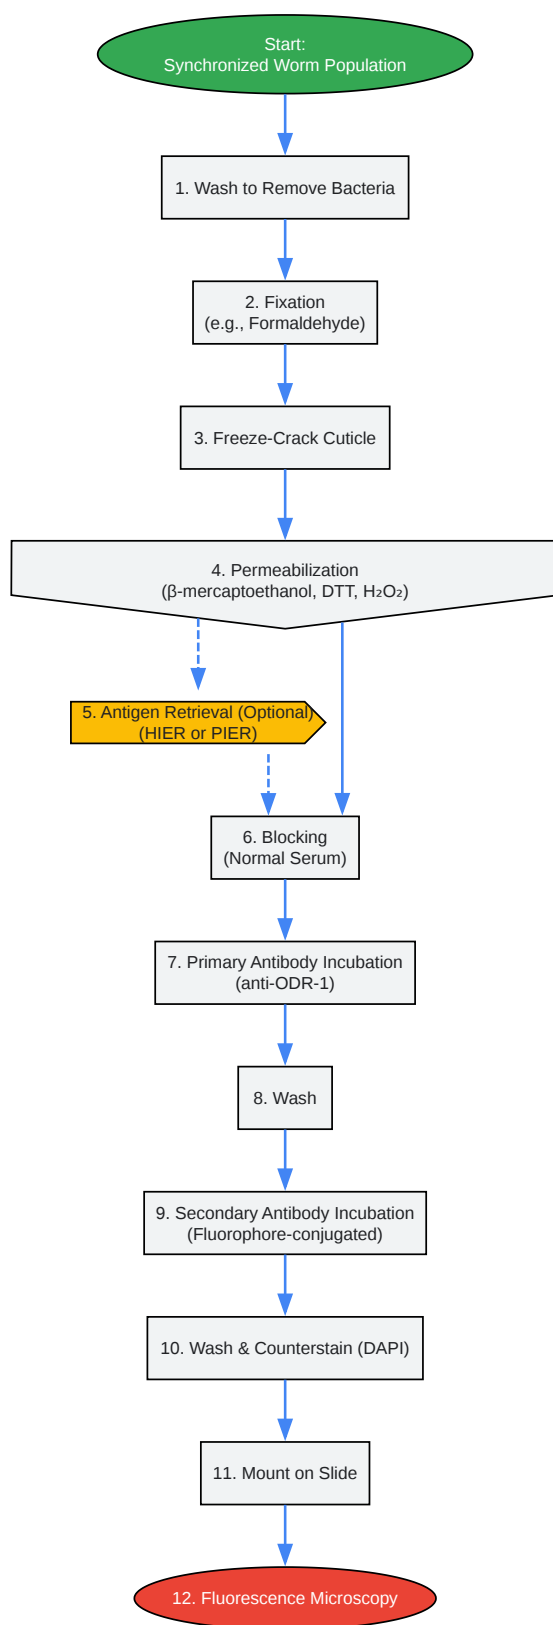 Start:
Synchronized Worm Population
1. Wash to Remove Bacteria
2. Fixation
(e.g., Formaldehyde)
3. Freeze-Crack Cuticle
4. Permeabilization
(β-mercaptoethanol, DTT, H₂O₂)
5. Antigen Retrieval (Optional)
(HIER or PIER)
6. Blocking
(Normal Serum)
7. Primary Antibody Incubation
(anti-ODR-1)
8. Wash
9. Secondary Antibody Incubation
(Fluorophore-conjugated)
10. Wash & Counterstain (DAPI)
11. Mount on Slide
12. Fluorescence Microscopy